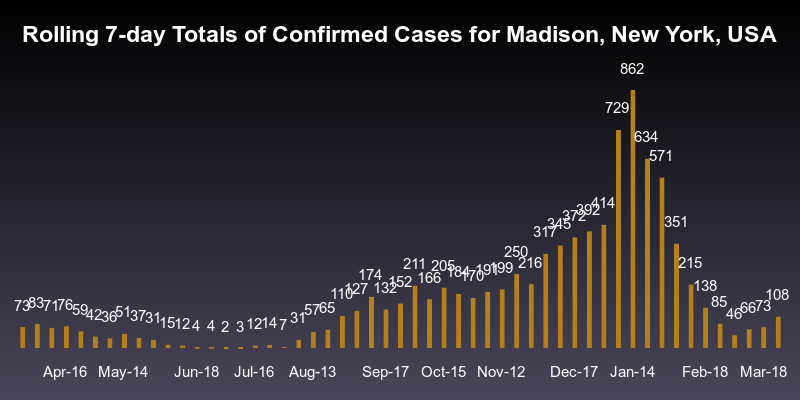 Rolling 7-day Totals of Confirmed Cases for Madison, New York, USA
73 83 71 76 59 42 36 51 37 31 15 12 4 4 2 3 12 14 7 31 57 65 110 127 174 132 152 211 166 205 184 170 191 199 250 216 317 345 372 392 414 729 862 634 571 351 215 138 85 46 66 73 108
Apr-16 May-14 Jun-18 Jul-16 Aug-13 Sep-17 Oct-15 Nov-12 Dec-17 Jan-14 Feb-18 Mar-18